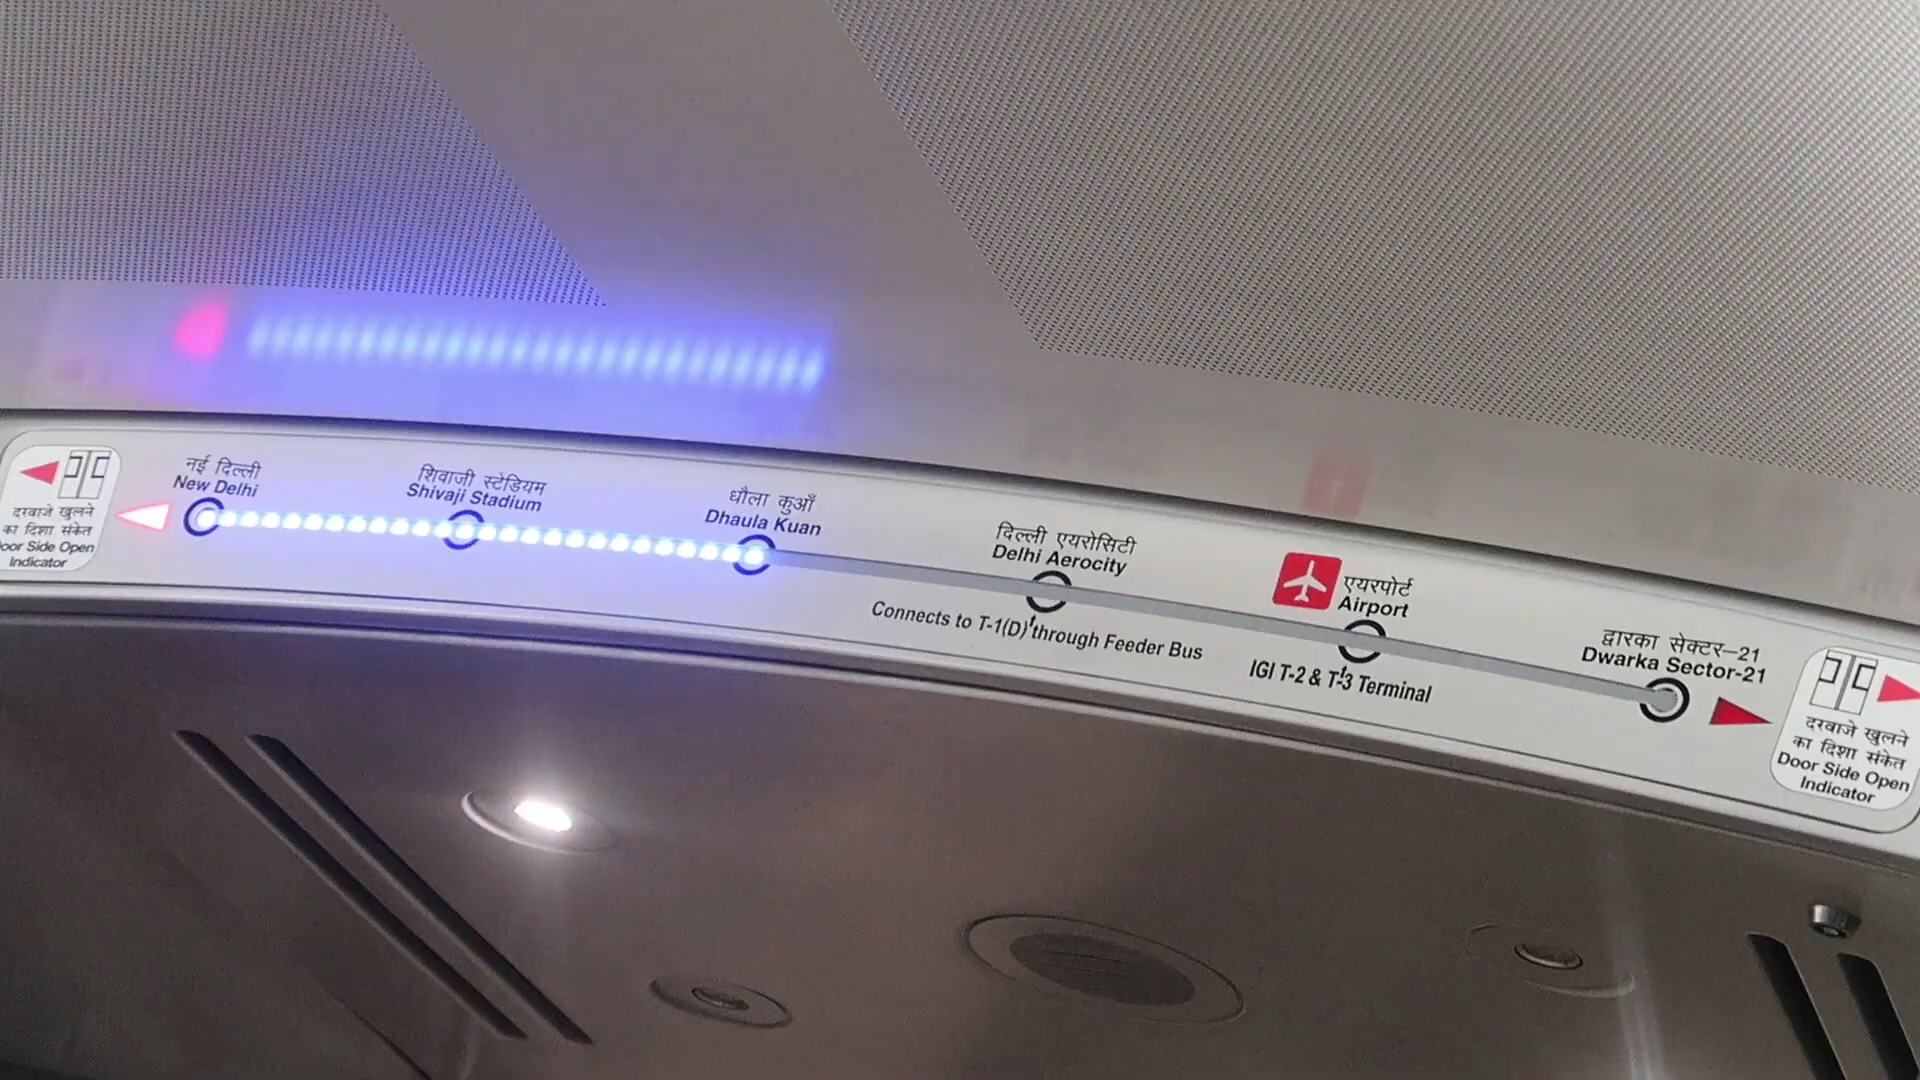 दरवाजे खुलने
का दिशा संकेत
Door Side Open
Indicator
नई दिल्ली
New Delhi
शिवाजी स्टेडियम
Shivaji Stadium
धौला कुआँ
Dhaula Kuan
दिल्ली एयरोसिटी
Delhi Aerocity
Connects to T-1(D) through Feeder Bus
एयरपोर्ट
Airport
IGI T-2 & T-3 Terminal
द्वारका सेक्टर–21
Dwarka Sector-21
दरवाजे खुलने
का दिशा संकेत
Door Side Open
Indicator